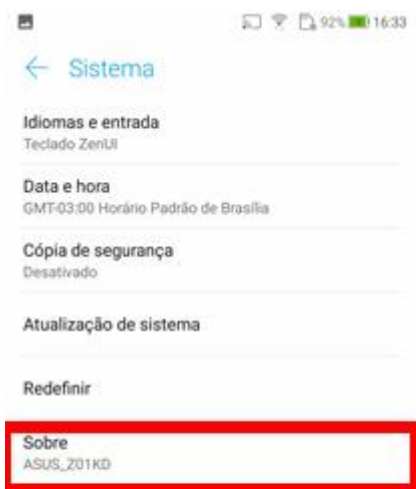 92% 16:33
Sistema
Idiomas e entrada
Teclado ZenUI
Data e hora
GMT-03:00 Horário Padrão de Brasília
Cópia de segurança
Desativado
Atualização de sistema
Redefinir
Sobre
ASUS_Z01KD